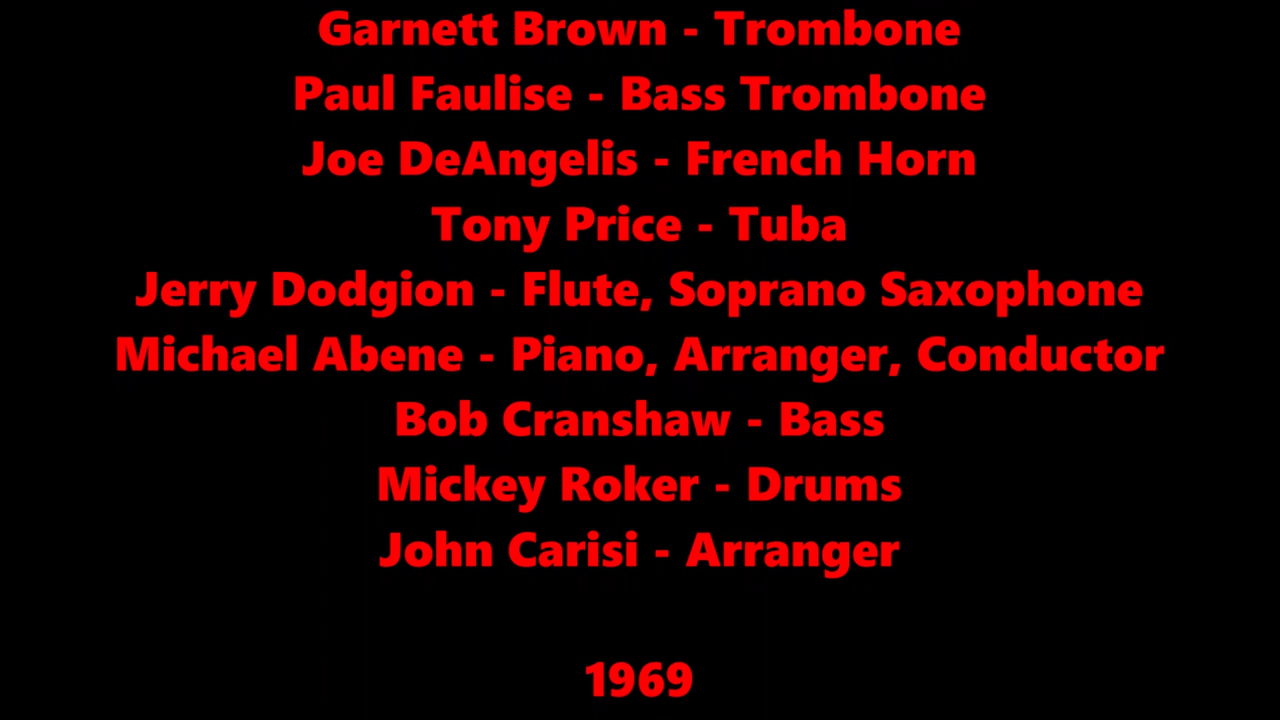 Garnett Brown - Trombone
Paul Faulise - Bass Trombone
Joe DeAngelis - French Horn
Tony Price - Tuba
Jerry Dodgion - Flute, Soprano Saxophone
Michael Abene - Piano, Arranger, Conductor
Bob Cranshaw - Bass
Mickey Roker - Drums
John Carisi - Arranger
1969